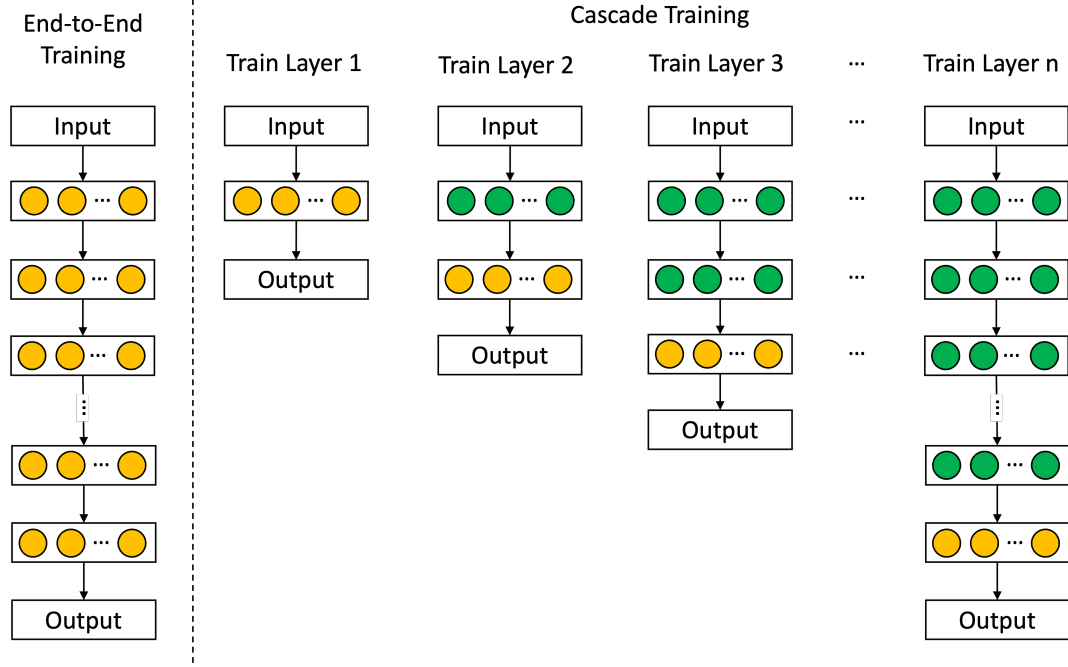 End-to-End
Training
Cascade Training
Train Layer 1
Train Layer 2
Train Layer 3
...
Train Layer n
Input
Input
Input
Input
...
Input
...
...
...
...
...
...
...
...
...
...
Output
...
...
...
...
Output
...
...
...
Output
...
...
...
...
...
...
Output
Output